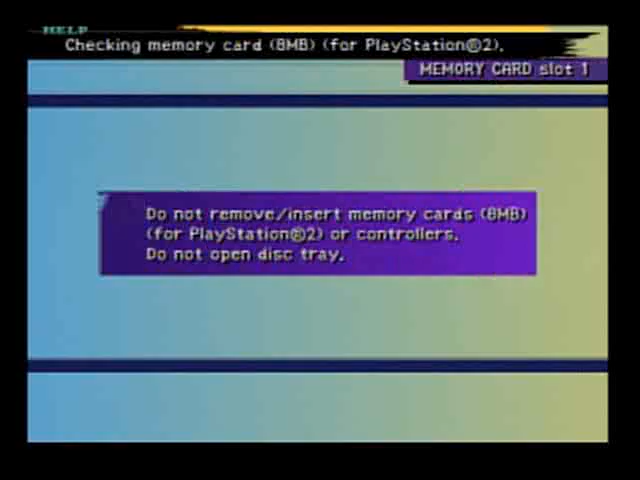 HELP
Checking memory card (8MB) (for PlayStation®2).
MEMORY CARD slot 1
Do not remove/insert memory cards (8MB)
(for PlayStation®2) or controllers.
Do not open disc tray.